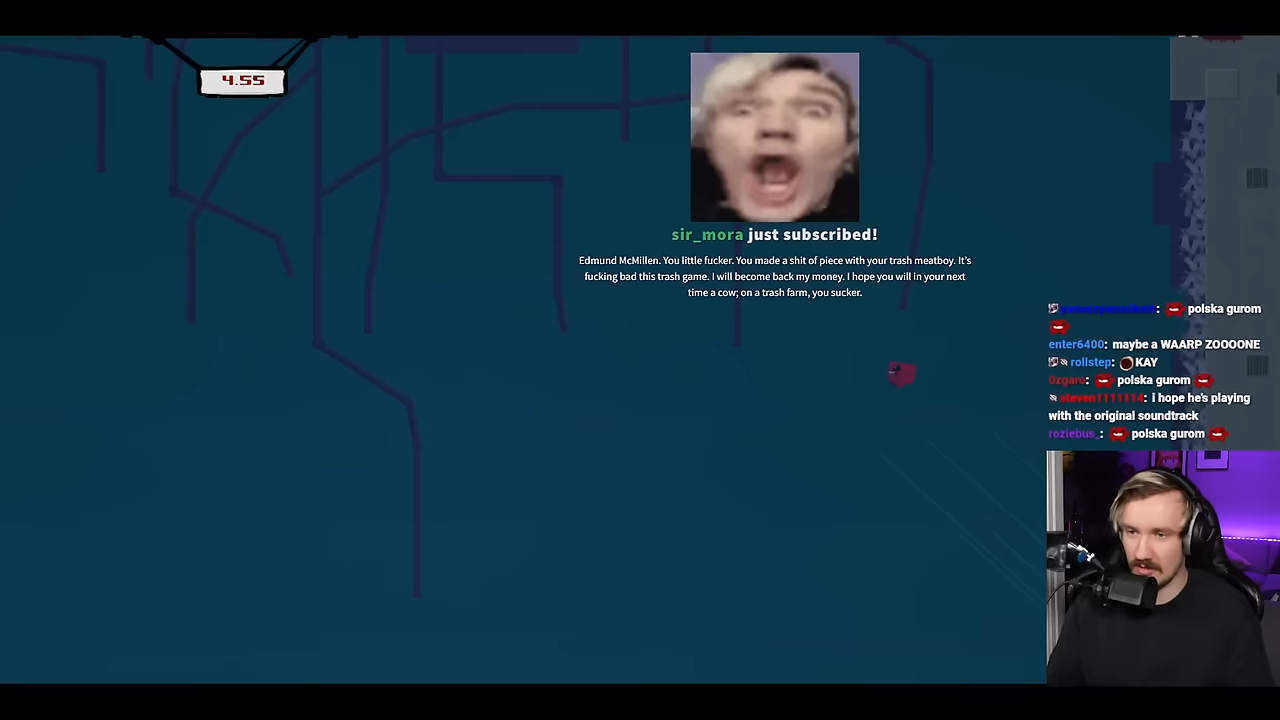 4.55
sir_mora just subscribed!
Edmund McMillen. You little fucker. You made a shit of piece with your trash meatboy. It's
fucking bad this trash game. I will become back my money. I hope you will in your next
time a cow; on a trash farm, you sucker.
: polska gurom
enter6400: maybe a WAARP ZOOOONE
rollstep: KAY
0zgaro: polska gurom
steven1111114: i hope he's playing
with the original soundtrack
roziebus_: polska gurom